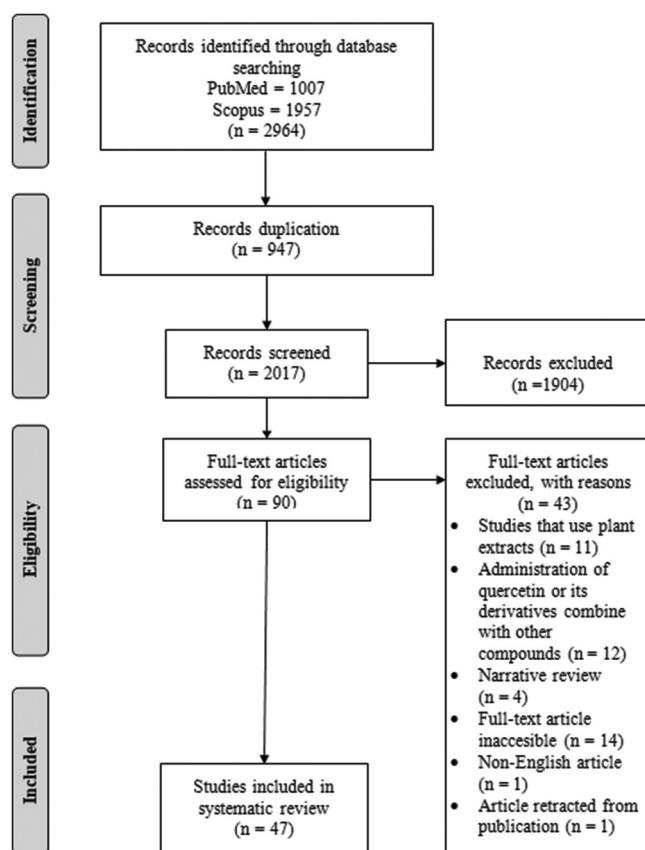 Identification
Records identified through database
searching
PubMed = 1007
Scopus = 1957
(n = 2964)
Screening
Records duplication
(n = 947)
Records screened
(n = 2017)
Records excluded
(n =1904)
Eligibility
Full-text articles
assessed for eligibility
(n = 90)
Full-text articles
excluded, with reasons
(n = 43)
• Studies that use plant
extracts (n = 11)
• Administration of
quercetin or its
derivatives combine
with other
compounds (n = 12)
• Narrative review
(n = 4)
• Full-text article
inaccesible (n = 14)
• Non-English article
(n = 1)
• Article retracted from
publication (n = 1)
Included
Studies included in
systematic review
(n = 47)